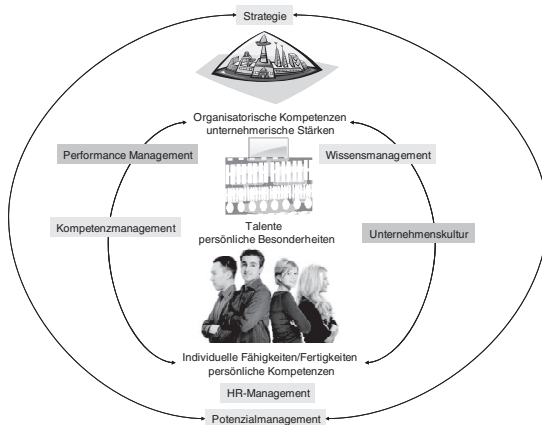 Strategie
Organisatorische Kompetenzen
unternehmerische Stärken
Performance Management
Wissensmanagement
Kompetenzmanagement
Talente
persönliche Besonderheiten
Unternehmenskultur
Individuelle Fähigkeiten/Fertigkeiten
persönliche Kompetenzen
HR-Management
Potenzialmanagement